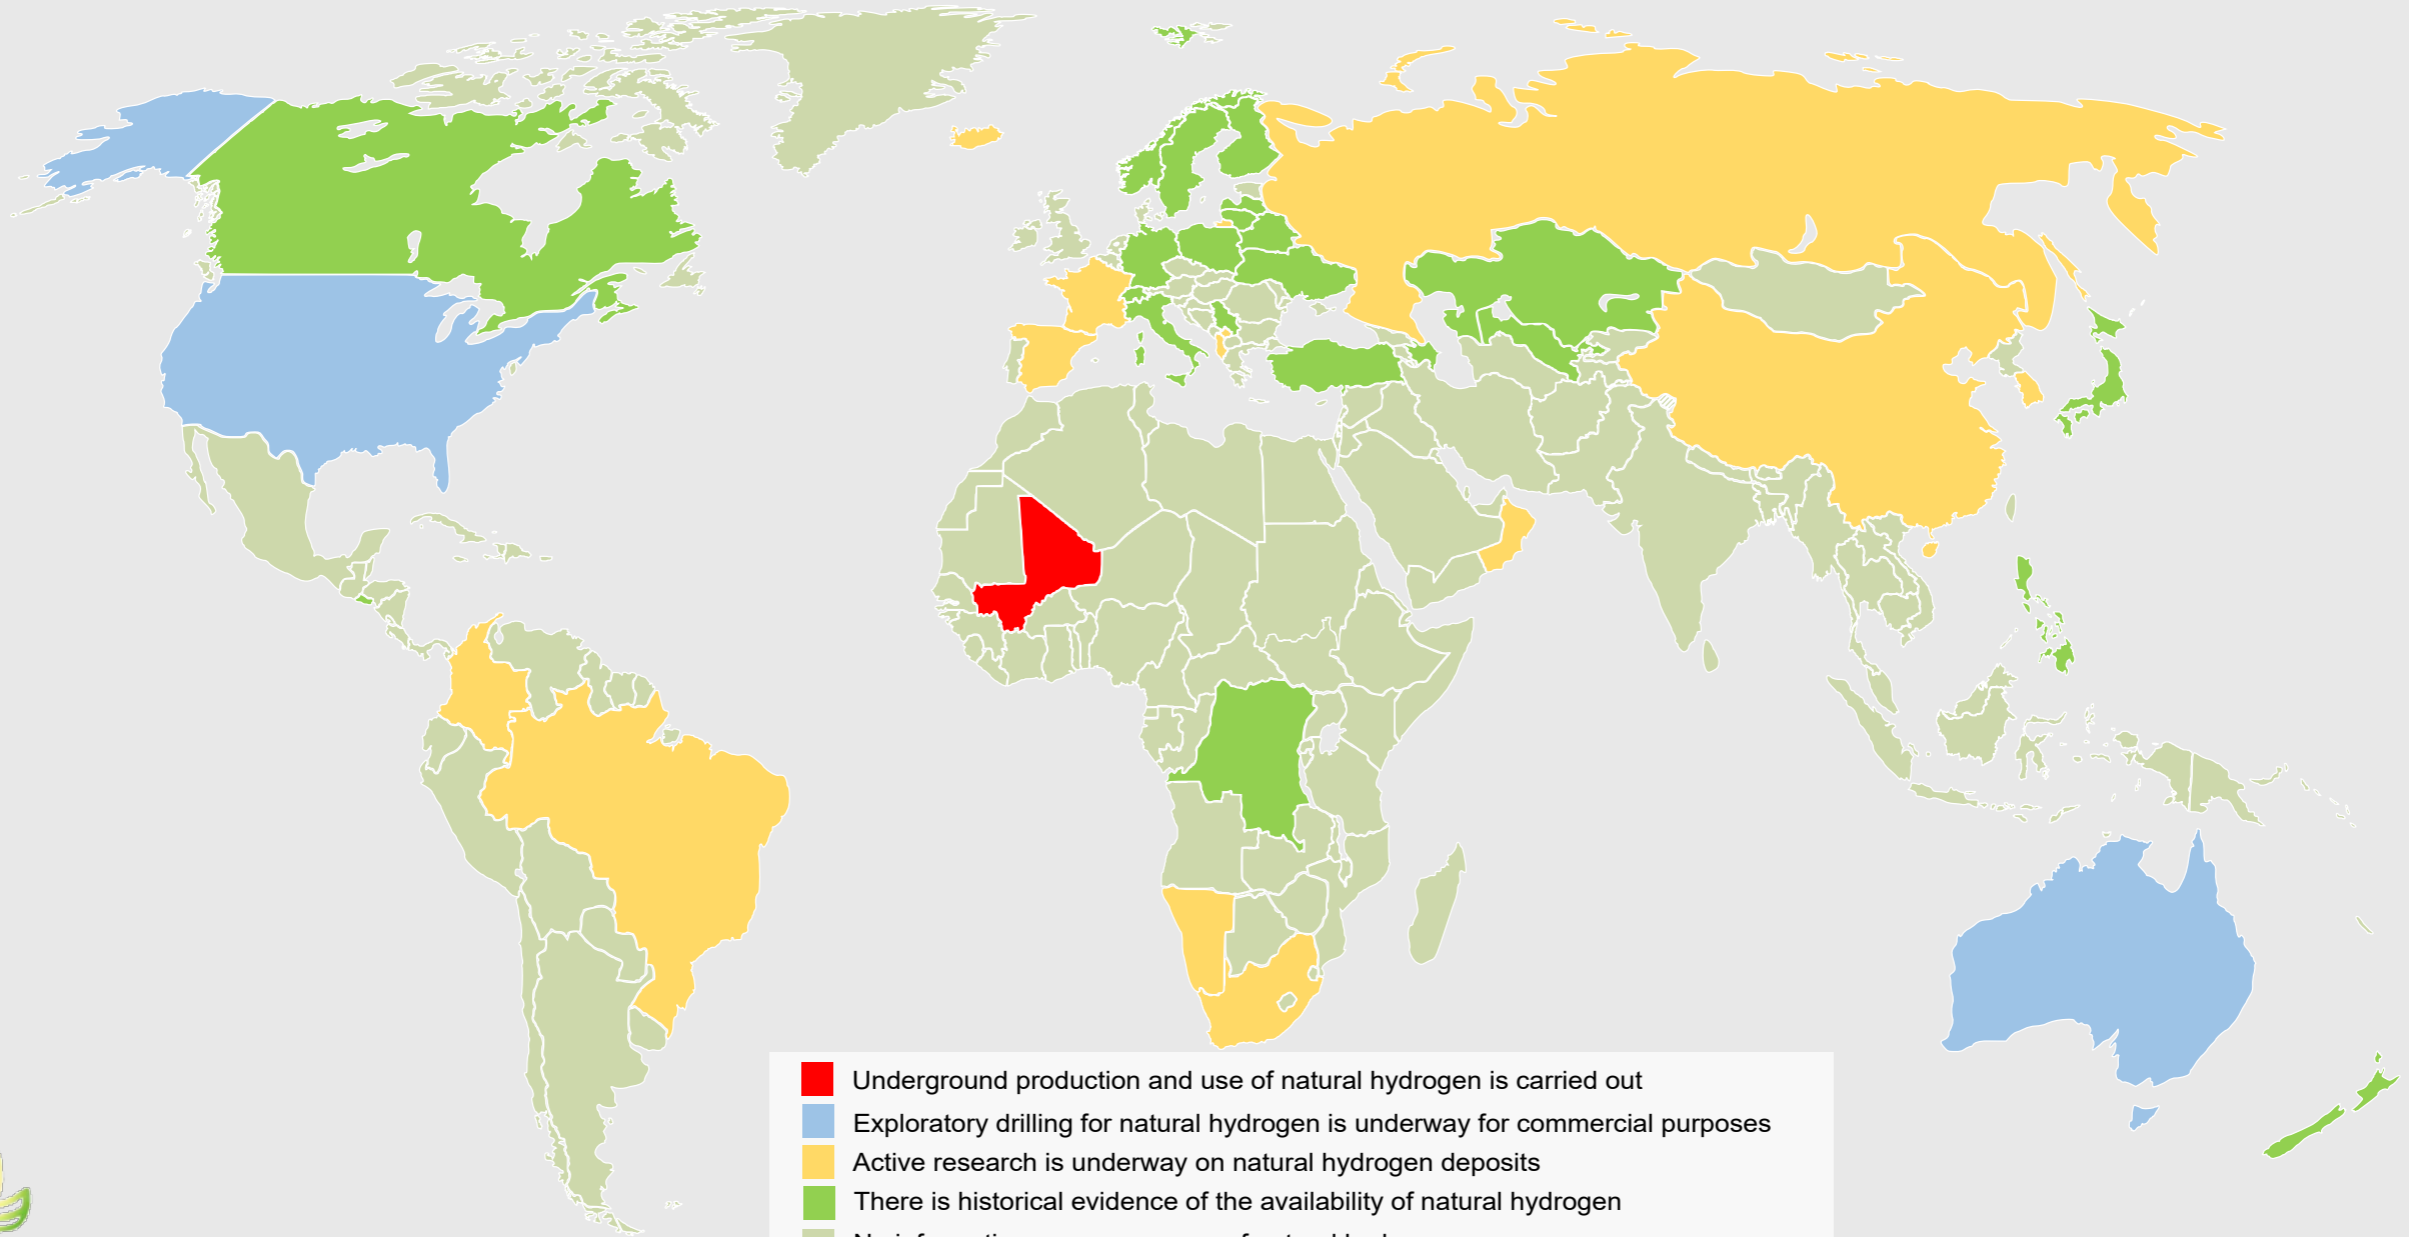 Underground production and use of natural hydrogen is carried out
Exploratory drilling for natural hydrogen is underway for commercial purposes
Active research is underway on natural hydrogen deposits
There is historical evidence of the availability of natural hydrogen